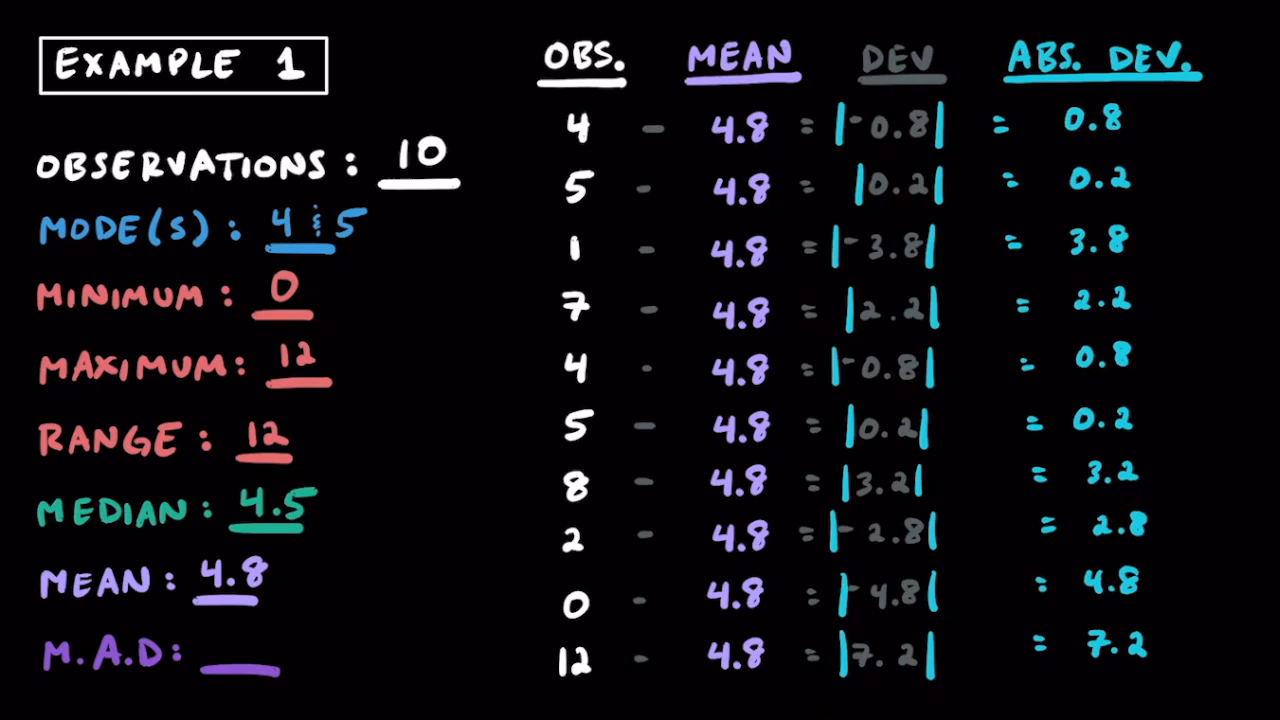 EXAMPLE 1
OBSERVATIONS: 10
MODE(S): 4 & 5
MINIMUM: 0
MAXIMUM: 12
RANGE: 12
MEDIAN: 4.5
MEAN: 4.8
M.A.D:
OBS. MEAN DEV ABS. DEV.
4 - 4.8 = |-0.8| = 0.8
5 - 4.8 = |0.2| = 0.2
1 - 4.8 = |-3.8| = 3.8
7 - 4.8 = |2.2| = 2.2
4 - 4.8 = |-0.8| = 0.8
5 - 4.8 = |0.2| = 0.2
8 - 4.8 = |3.2| = 3.2
2 - 4.8 = |-2.8| = 2.8
0 - 4.8 = |-4.8| = 4.8
12 - 4.8 = |7.2| = 7.2